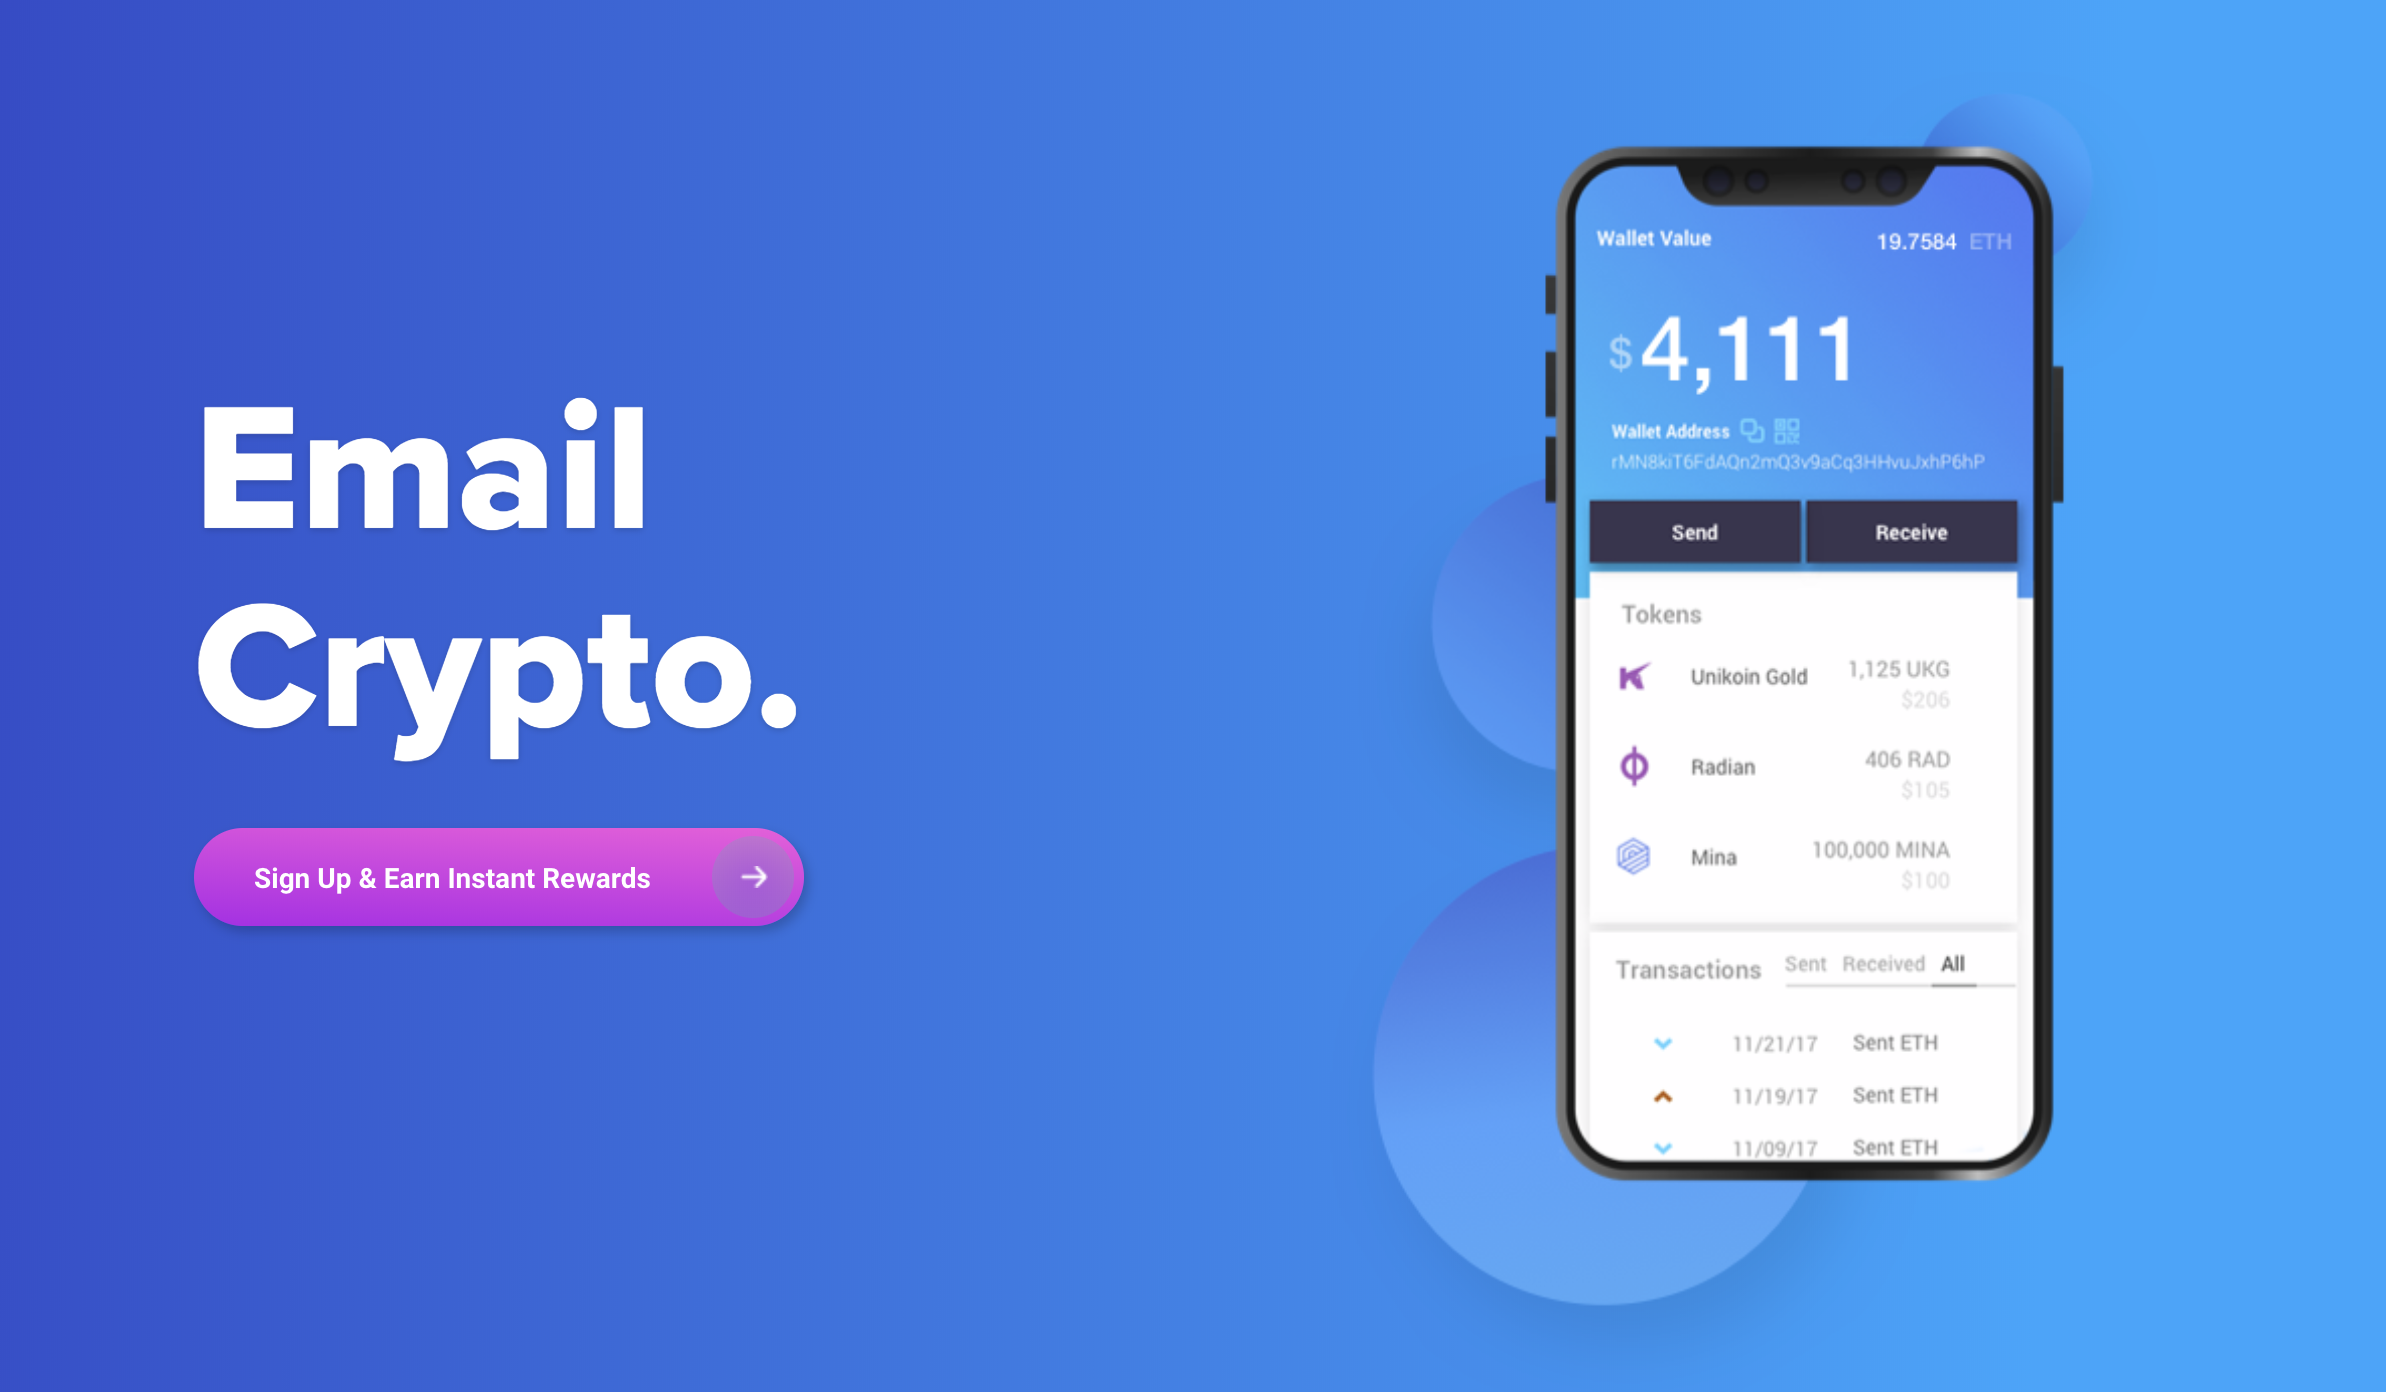 Email
Crypto.
Sign Up & Earn Instant Rewards
Wallet Value 19.7584 ETH
$4,111
Wallet Address
rMN8kiT6FdAQn2mQ3v9aCq3HHvuJxhP6hP
Send Receive
Tokens
Unikoin Gold 1,125 UKG
$206
Radian 406 RAD
$105
Mina 100,000 MINA
$100
Transactions Sent Received All
11/21/17 Sent ETH
11/19/17 Sent ETH
11/09/17 Sent ETH